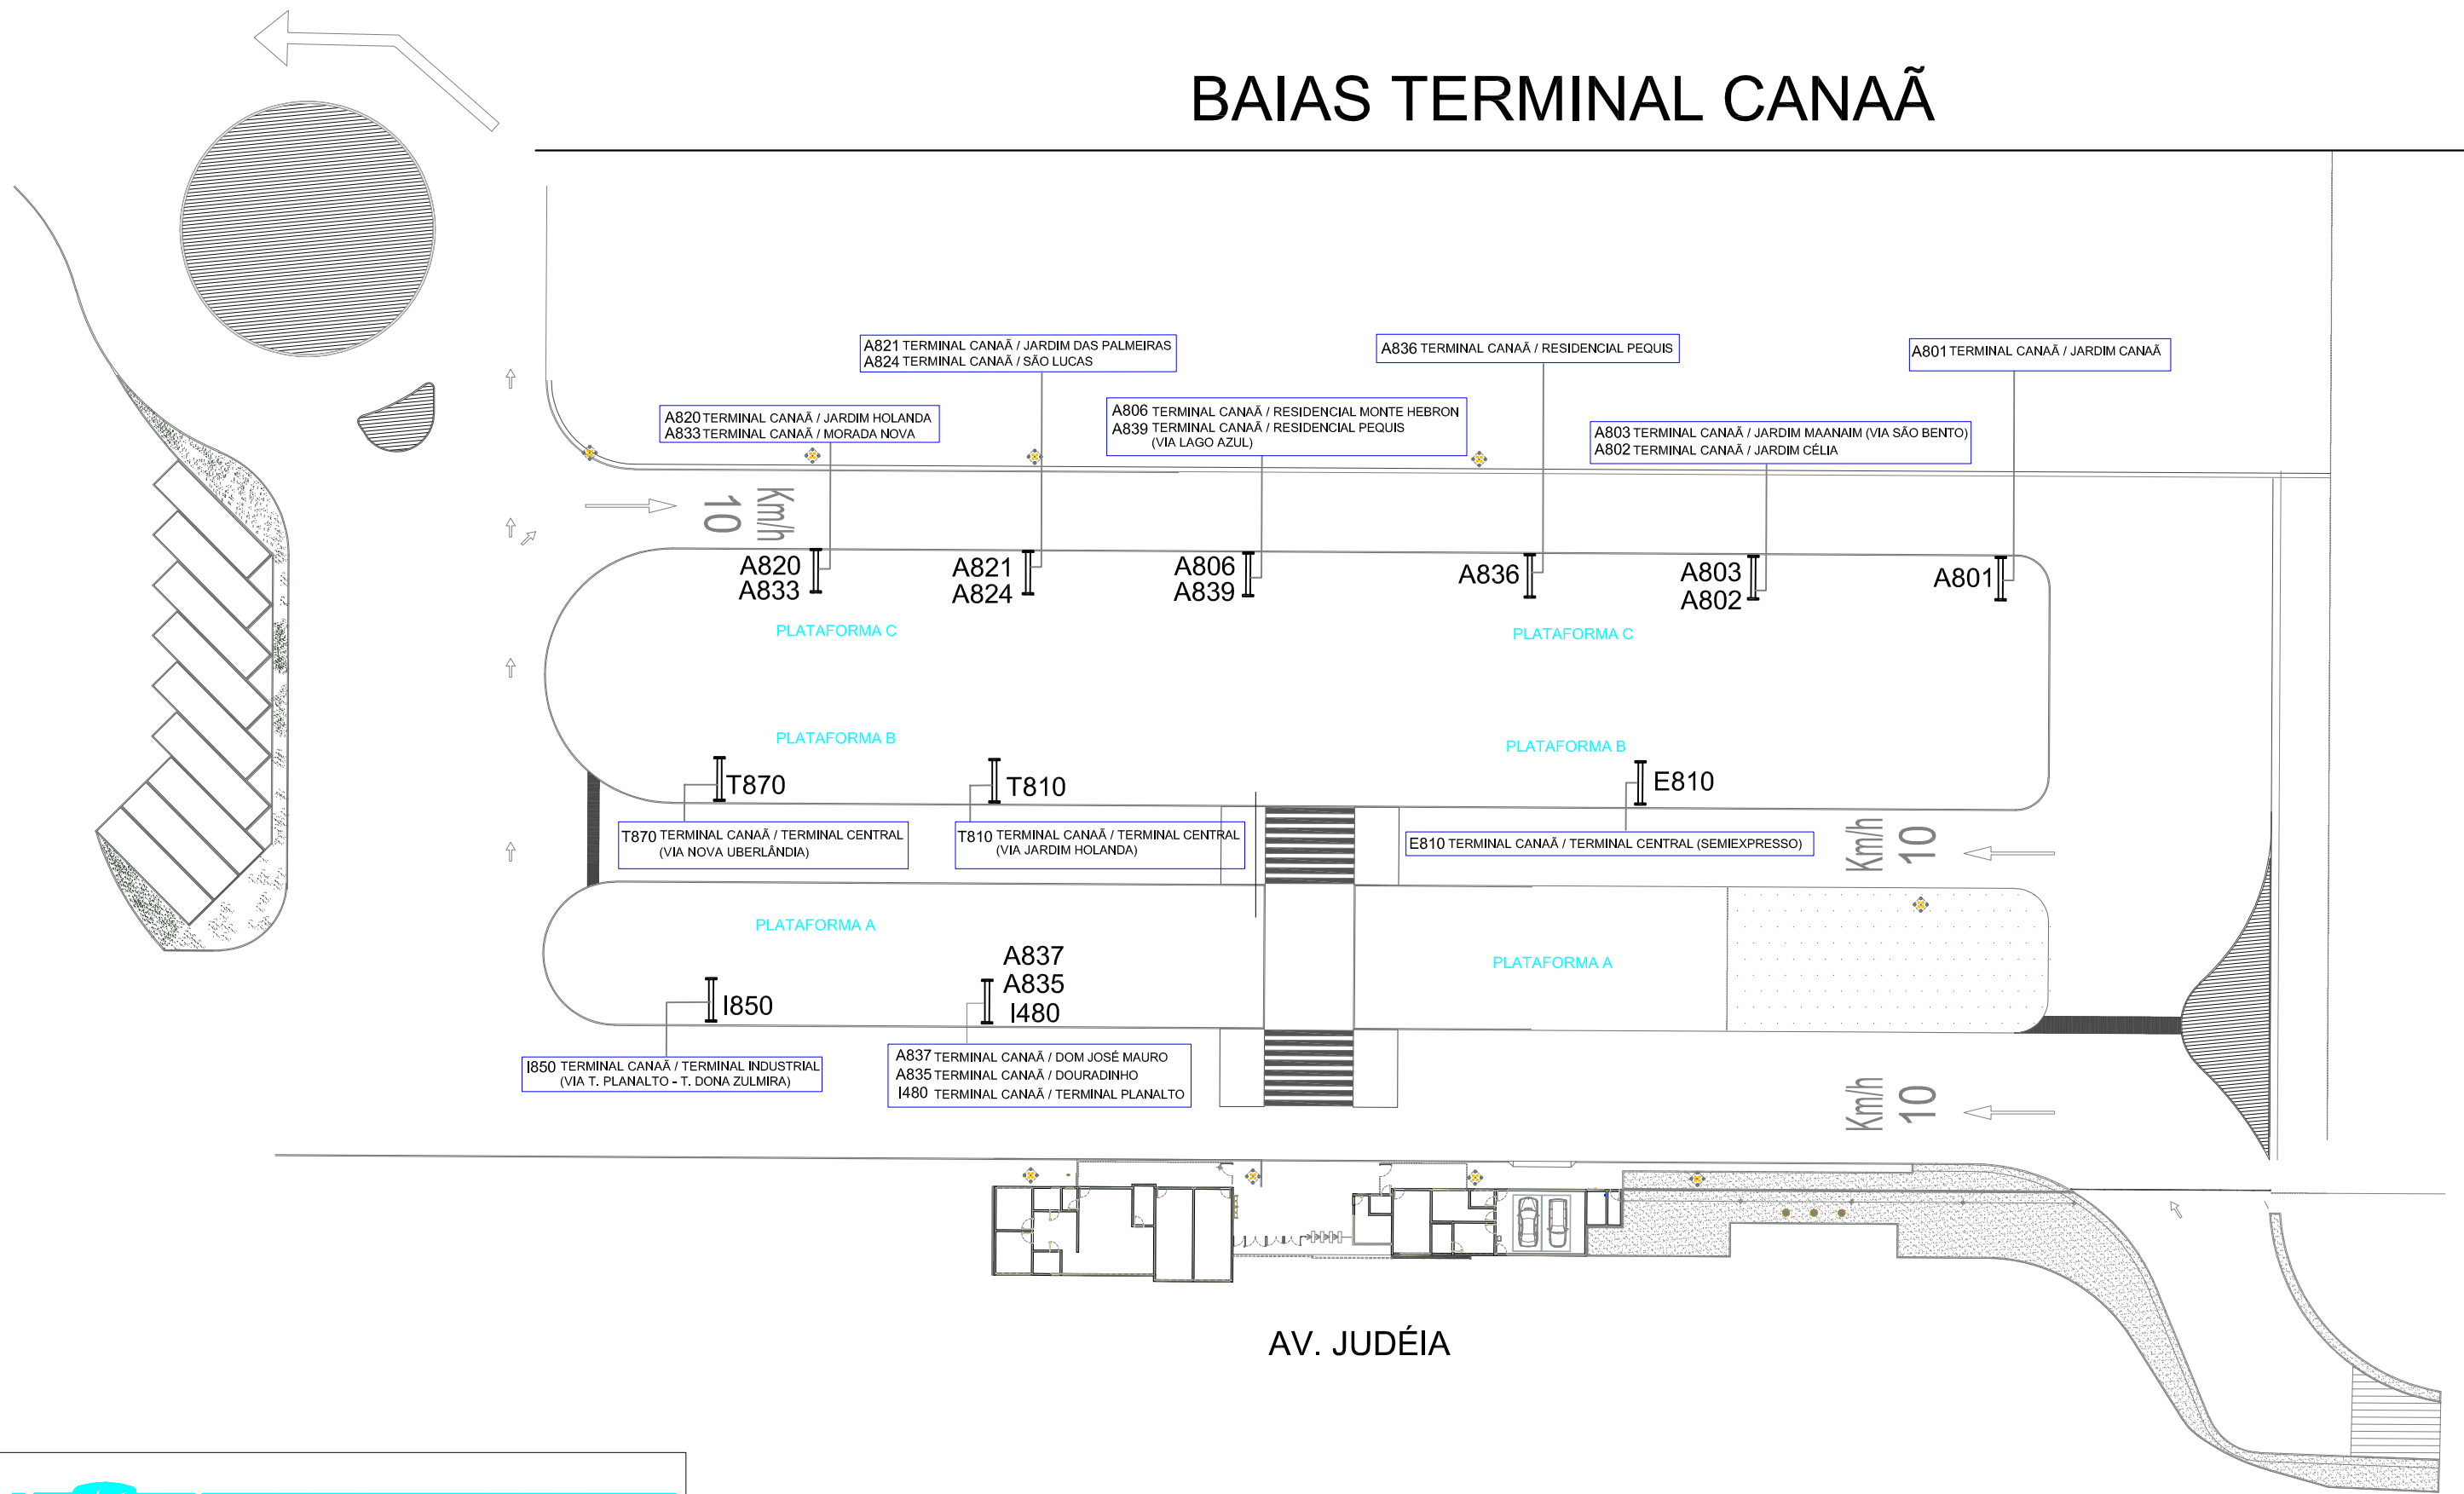 BAIAS TERMINAL CANAÃ
A821 TERMINAL CANAÃ / JARDIM DAS PALMEIRAS
A824 TERMINAL CANAÃ / SÃO LUCAS
A836 TERMINAL CANAÃ / RESIDENCIAL PEQUIS
A801 TERMINAL CANAÃ / JARDIM CANAÃ
A820 TERMINAL CANAÃ / JARDIM HOLANDA
A833 TERMINAL CANAÃ / MORADA NOVA
A806 TERMINAL CANAÃ / RESIDENCIAL MONTE HEBRON
A839 TERMINAL CANAÃ / RESIDENCIAL PEQUIS
(VIA LAGO AZUL)
A803 TERMINAL CANAÃ / JARDIM MAANAIM (VIA SÃO BENTO)
A802 TERMINAL CANAÃ / JARDIM CÉLIA
10
Km/h
A820
A833
A821
A824
A806
A839
A836
A803
A802
A801
PLATAFORMA C
PLATAFORMA C
PLATAFORMA B
PLATAFORMA B
T870
T810
E810
T870 TERMINAL CANAÃ / TERMINAL CENTRAL
(VIA NOVA UBERLÂNDIA)
T810 TERMINAL CANAÃ / TERMINAL CENTRAL
(VIA JARDIM HOLANDA)
E810 TERMINAL CANAÃ / TERMINAL CENTRAL (SEMIEXPRESSO)
Km/h
10
PLATAFORMA A
PLATAFORMA A
A837
A835
I480
I850
I850 TERMINAL CANAÃ / TERMINAL INDUSTRIAL
(VIA T. PLANALTO - T. DONA ZULMIRA)
A837 TERMINAL CANAÃ / DOM JOSÉ MAURO
A835 TERMINAL CANAÃ / DOURADINHO
I480 TERMINAL CANAÃ / TERMINAL PLANALTO
Km/h
10
AV. JUDÉIA